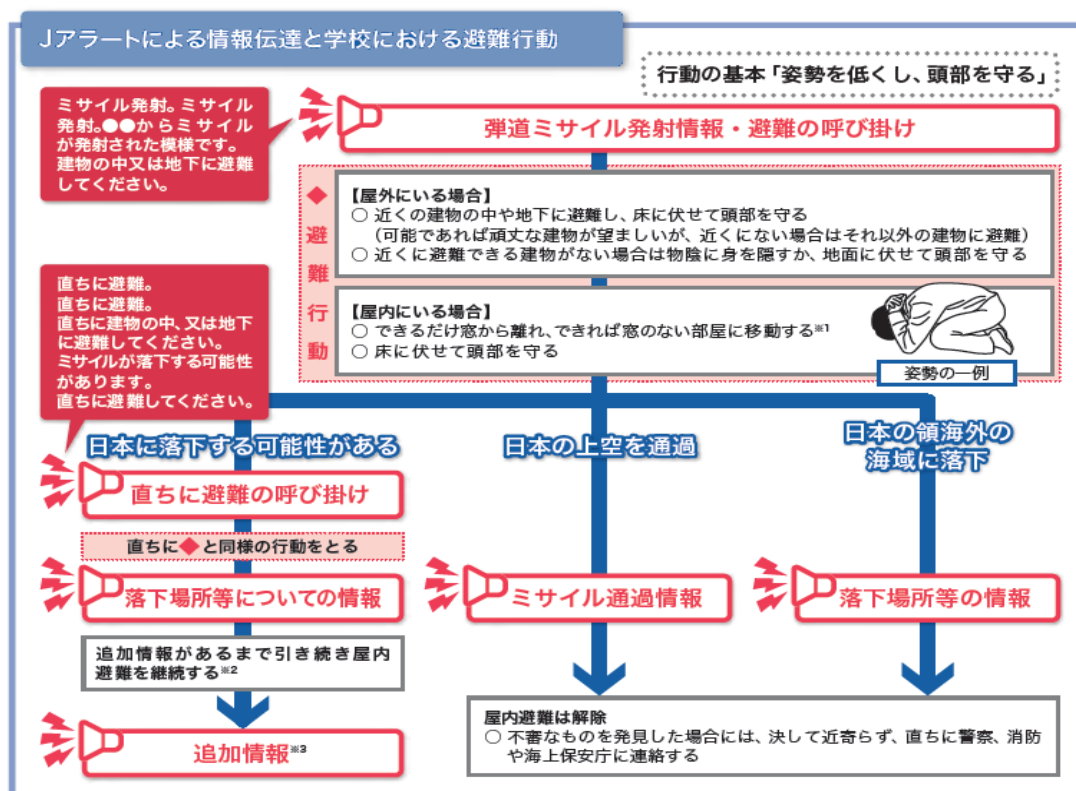 Jアラートによる情報伝達と学校における避難行動
行動の基本「姿勢を低くし、頭部を守る」
ミサイル発射。ミサイル
発射。●●からミサイル
が発射された模様です。
建物の中又は地下に避難
してください。
弾道ミサイル発射情報・避難の呼び掛け
◆避難行動
【屋外にいる場合】
○ 近くの建物の中や地下に避難し、床に伏せて頭部を守る
（可能であれば頑丈な建物が望ましいが、近くにない場合はそれ以外の建物に避難）
○ 近くに避難できる建物がない場合は物陰に身を隠すか、地面に伏せて頭部を守る
【屋内にいる場合】
○ できるだけ窓から離れ、できれば窓のない部屋に移動する※1
○ 床に伏せて頭部を守る
姿勢の一例
直ちに避難。
直ちに避難。
直ちに建物の中、又は地下
に避難してください。
ミサイルが落下する可能性
があります。
直ちに避難してください。
日本に落下する可能性がある
直ちに避難の呼び掛け
直ちに◆と同様の行動をとる
落下場所等についての情報
追加情報があるまで引き続き屋内
避難を継続する※2
追加情報※3
日本の上空を通過
ミサイル通過情報
日本の領海外の
海域に落下
落下場所等の情報
屋内避難は解除
○ 不審なものを発見した場合には、決して近寄らず、直ちに警察、消防
や海上保安庁に連絡する